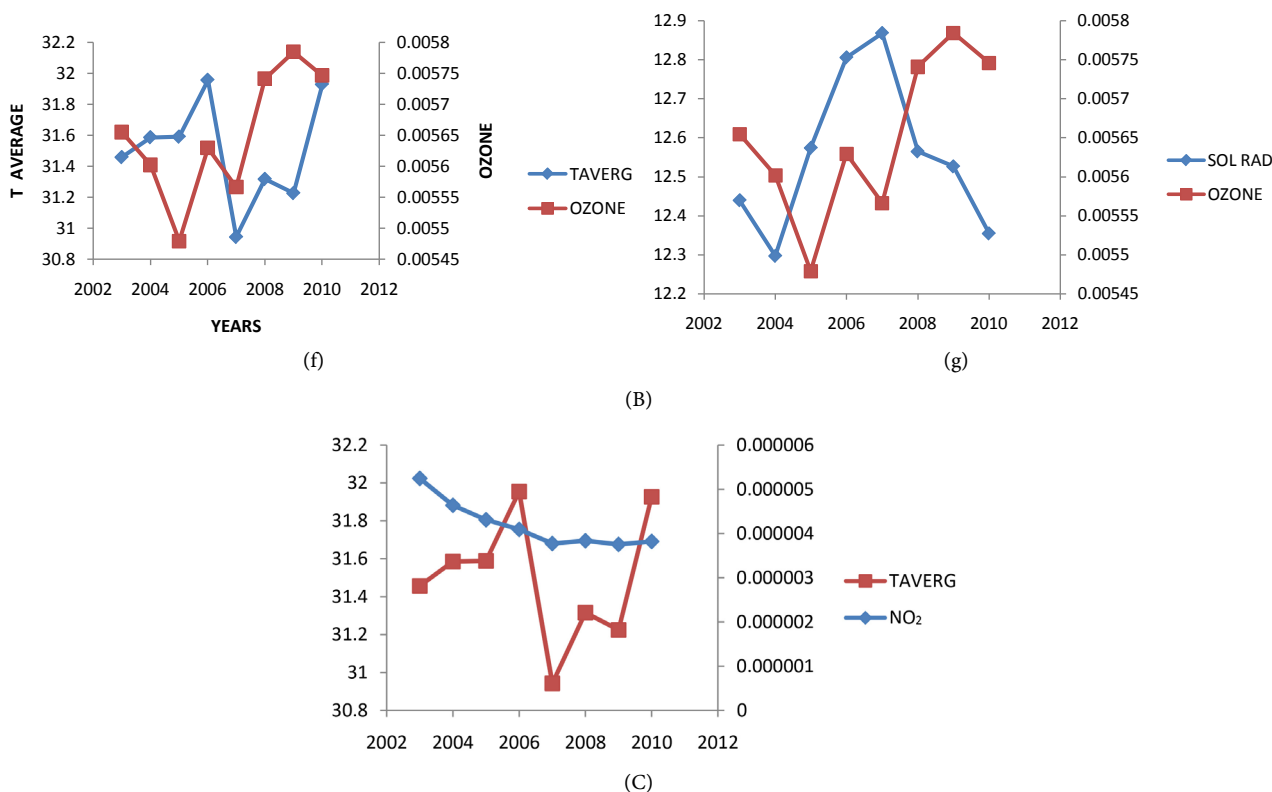 32.2
32
31.8
31.6
31.4
31.2
31
30.8
T AVERAGE
0.0058
0.00575
0.0057
0.00565
0.0056
0.00555
0.0055
0.00545
OZONE
2002 2004 2006 2008 2010 2012
YEARS
TAVERG
OZONE
(f)
12.9
12.8
12.7
12.6
12.5
12.4
12.3
12.2
0.0058
0.00575
0.0057
0.00565
0.0056
0.00555
0.0055
0.00545
2002 2004 2006 2008 2010 2012
SOL RAD
OZONE
(g)
(B)
32.2
32
31.8
31.6
31.4
31.2
31
30.8
0.000006
0.000005
0.000004
0.000003
0.000002
0.000001
0
2002 2004 2006 2008 2010 2012
TAVERG
NO₂
(C)